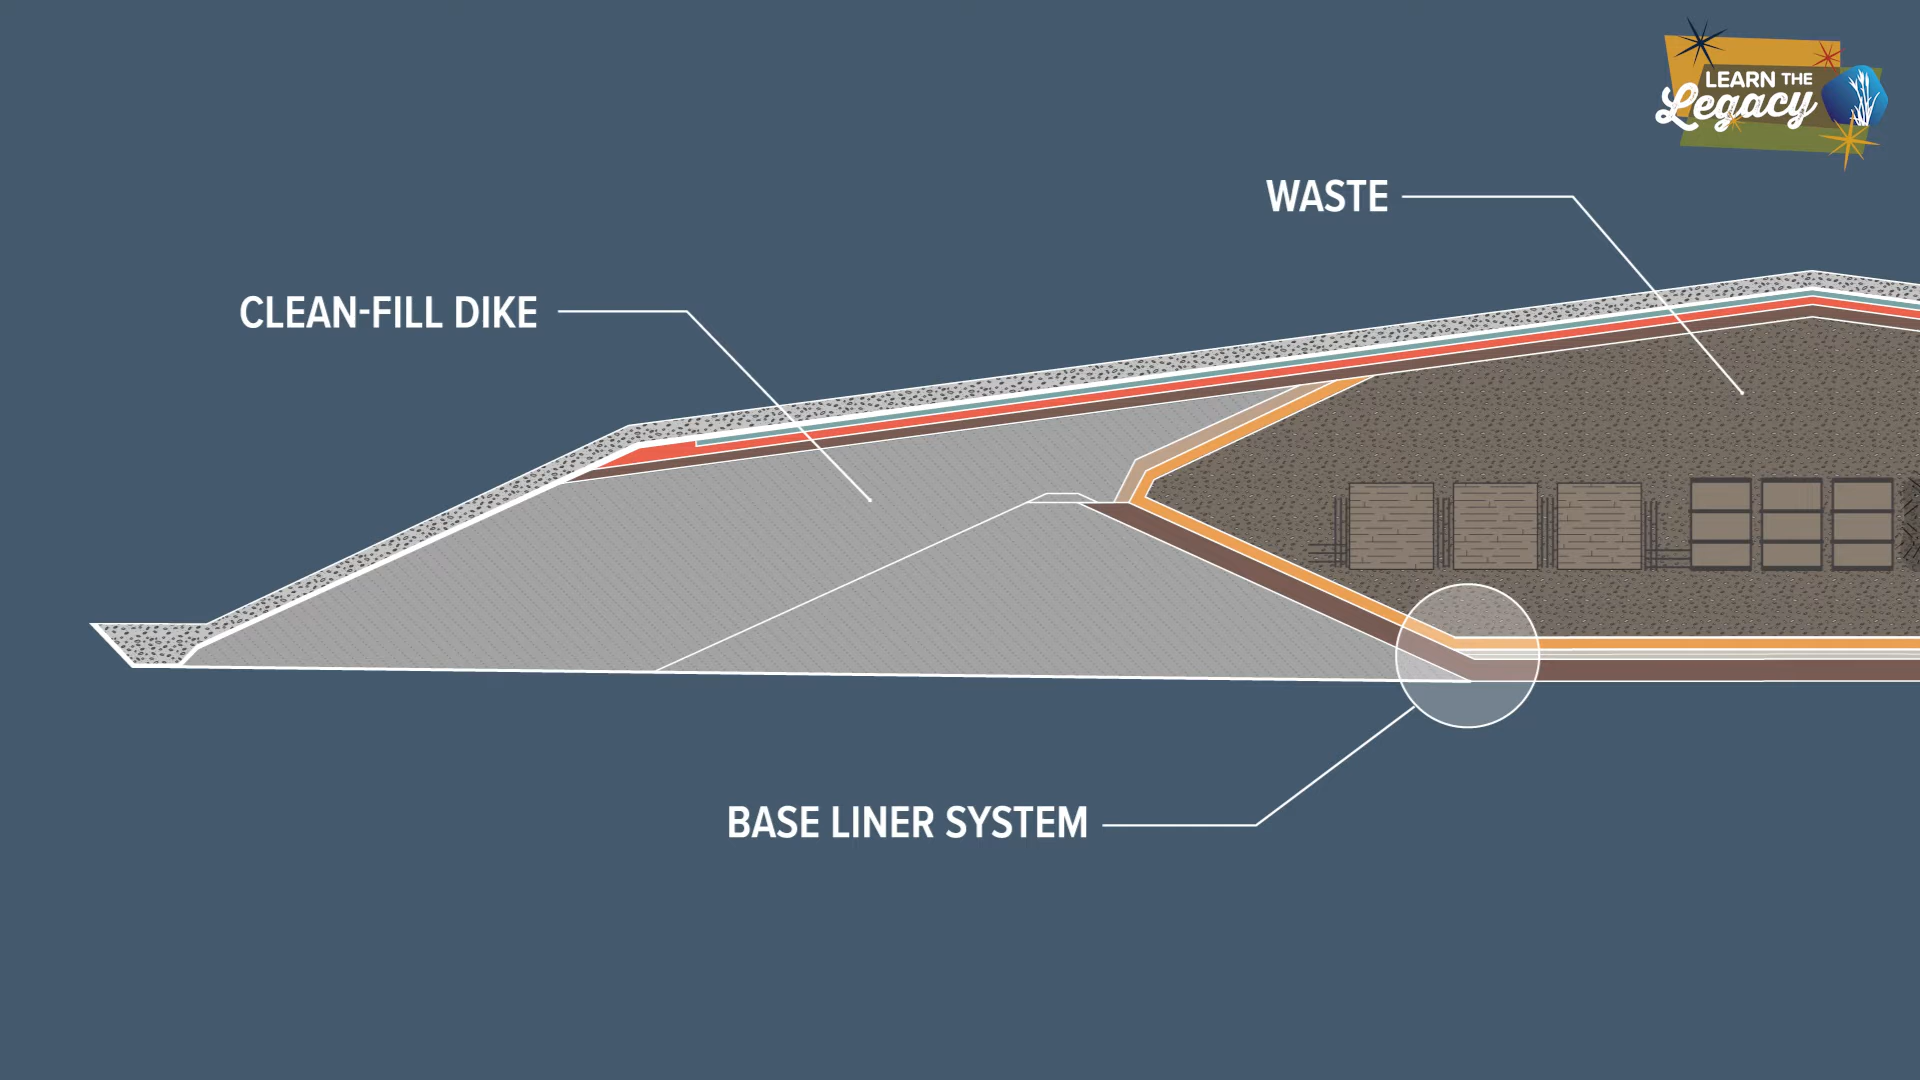 LEARN THE
Legacy
WASTE
CLEAN-FILL DIKE
BASE LINER SYSTEM